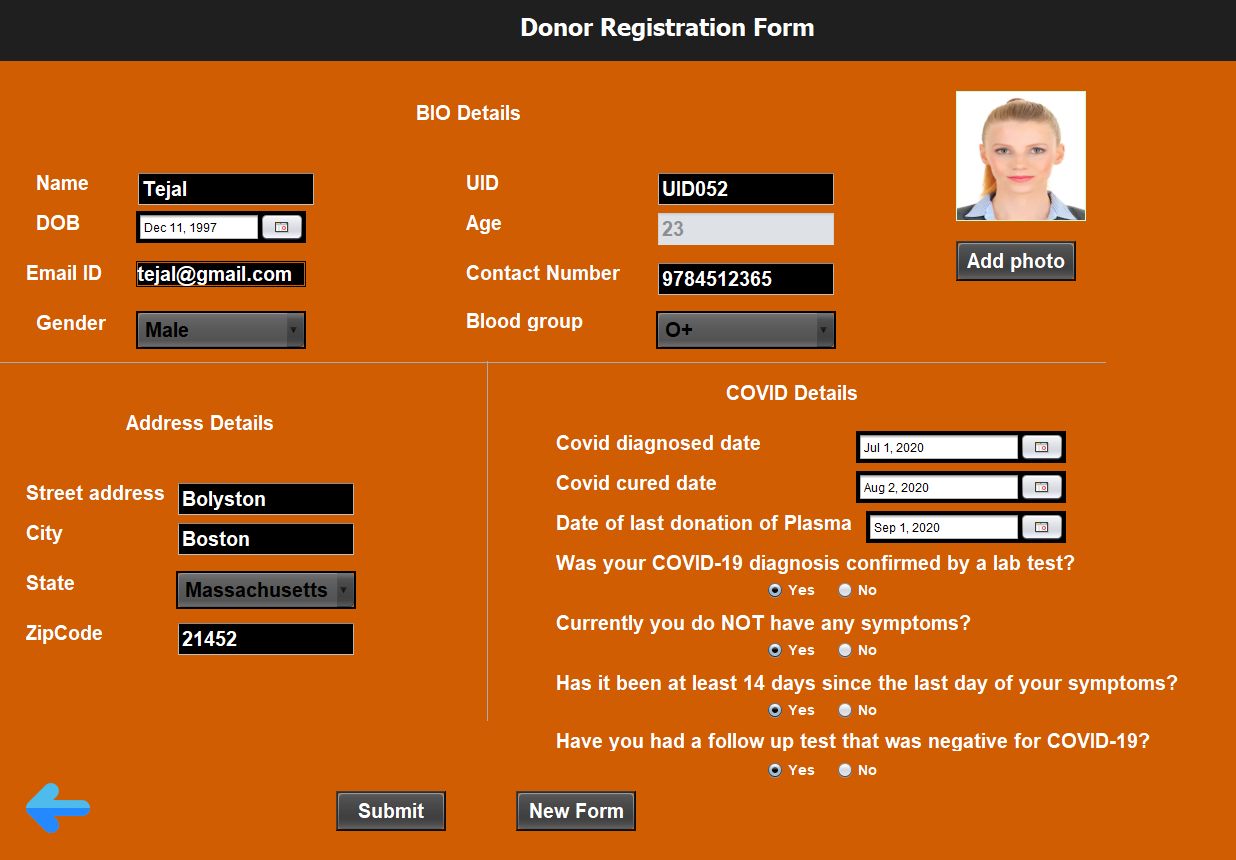 Donor Registration Form
BIO Details
Name Tejal UID UID052
DOB Dec 11, 1997 Age 23
Email ID tejal@gmail.com Contact Number 9784512365
Add photo
Gender Male Blood group O+
Address Details
Street address Bolyston
City Boston
State Massachusetts
ZipCode 21452
COVID Details
Covid diagnosed date Jul 1, 2020
Covid cured date Aug 2, 2020
Date of last donation of Plasma Sep 1, 2020
Was your COVID-19 diagnosis confirmed by a lab test?
Yes No
Currently you do NOT have any symptoms?
Yes No
Has it been at least 14 days since the last day of your symptoms?
Yes No
Have you had a follow up test that was negative for COVID-19?
Yes No
Submit New Form